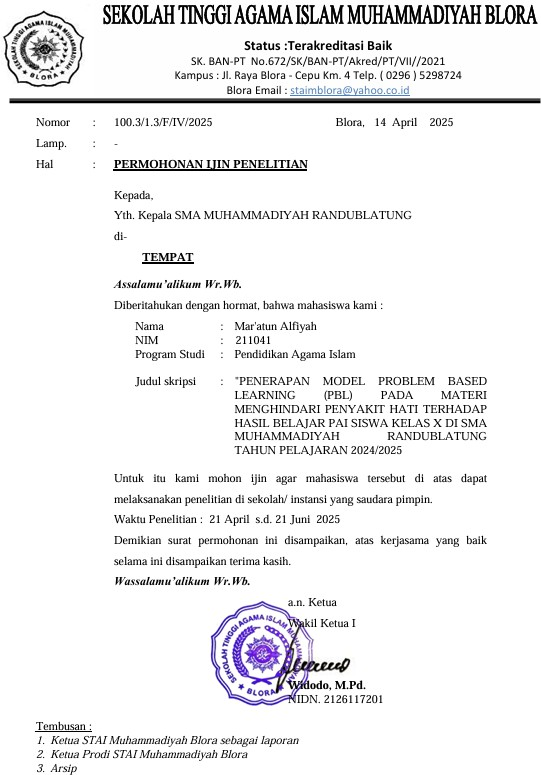 SEKOLAH TINGGI AGAMA ISLAM MUHAMMADIYAH BLORA
Status :Terakreditasi Baik
SK. BAN-PT No.672/SK/BAN-PT/Akred/PT/VII//2021
Kampus : Jl. Raya Blora - Cepu Km. 4 Telp. ( 0296 ) 5298724
Blora Email : staimblora@yahoo.co.id
Nomor : 100.3/1.3/F/IV/2025 Blora, 14 April 2025
Lamp. : -
Hal : PERMOHONAN IJIN PENELITIAN
Kepada,
Yth. Kepala SMA MUHAMMADIYAH RANDUBLATUNG
di-
TEMPAT
Assalamu'alikum Wr.Wb.
Diberitahukan dengan hormat, bahwa mahasiswa kami :
Nama : Mar'atun Alfiyah
NIM : 211041
Program Studi : Pendidikan Agama Islam
Judul skripsi : "PENERAPAN MODEL PROBLEM BASED
LEARNING (PBL) PADA MATERI
MENGHINDARI PENYAKIT HATI TERHADAP
HASIL BELAJAR PAI SISWA KELAS X DI SMA
MUHAMMADIYAH RANDUBLATUNG
TAHUN PELAJARAN 2024/2025
Untuk itu kami mohon ijin agar mahasiswa tersebut di atas dapat
melaksanakan penelitian di sekolah/ instansi yang saudara pimpin.
Waktu Penelitian : 21 April s.d. 21 Juni 2025
Demikian surat permohonan ini disampaikan, atas kerjasama yang baik
selama ini disampaikan terima kasih.
Wassalamu'alikum Wr.Wb.
a.n. Ketua
Wakil Ketua I
SEKOLAH TINGGI AGAMA ISLAM MUHAMMADIYAH
BLORA
Widodo, M.Pd.
NIDN. 2126117201
Tembusan :
1. Ketua STAI Muhammadiyah Blora sebagai laporan
2. Ketua Prodi STAI Muhammadiyah Blora
3. Arsip